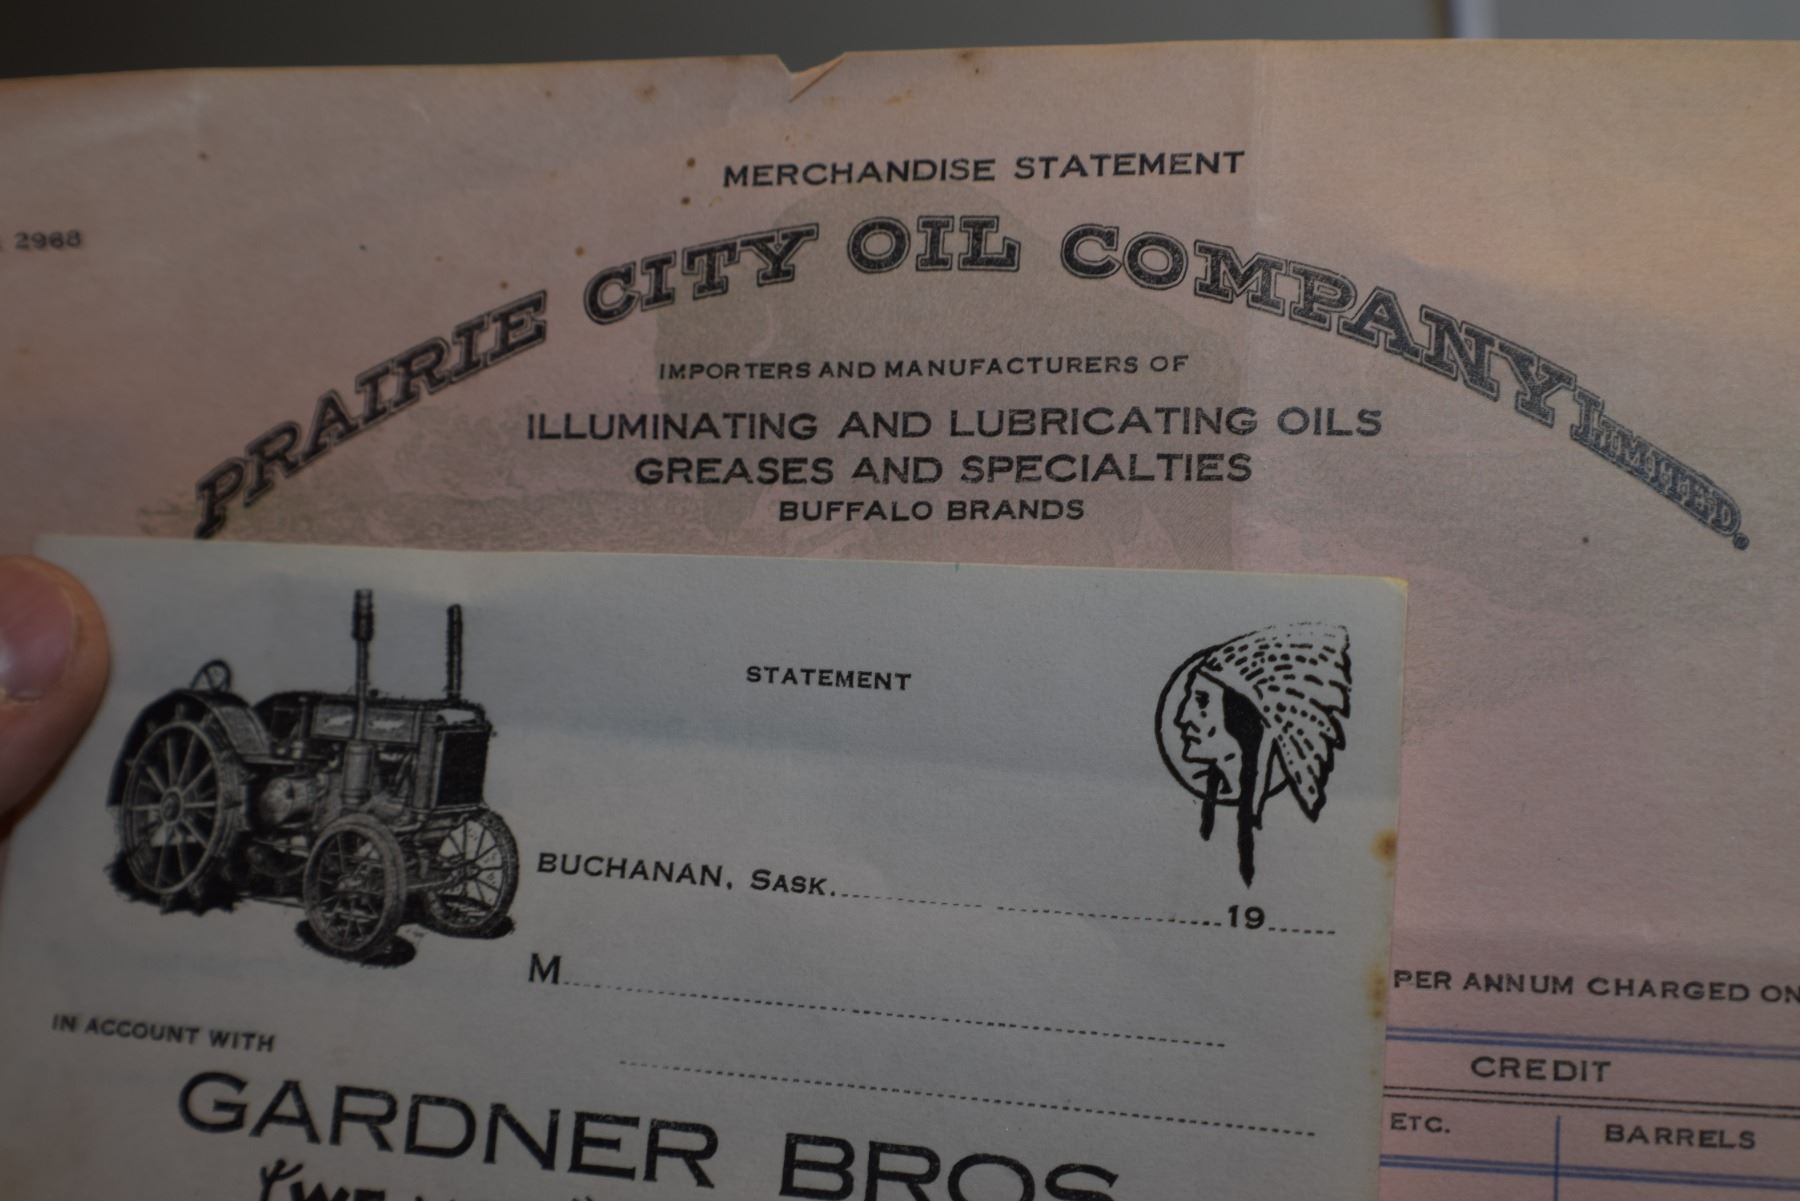 MERCHANDISE STATEMENT
2968
PRAIRIE CITY OIL COMPANY LIMITED.
IMPORTERS AND MANUFACTURERS OF
ILLUMINATING AND LUBRICATING OILS
GREASES AND SPECIALTIES
BUFFALO BRANDS
STATEMENT
BUCHANAN, SASK. 19
M
IN ACCOUNT WITH
GARDNER BROS
PER ANNUM CHARGED ON
CREDIT
ETC. BARRELS